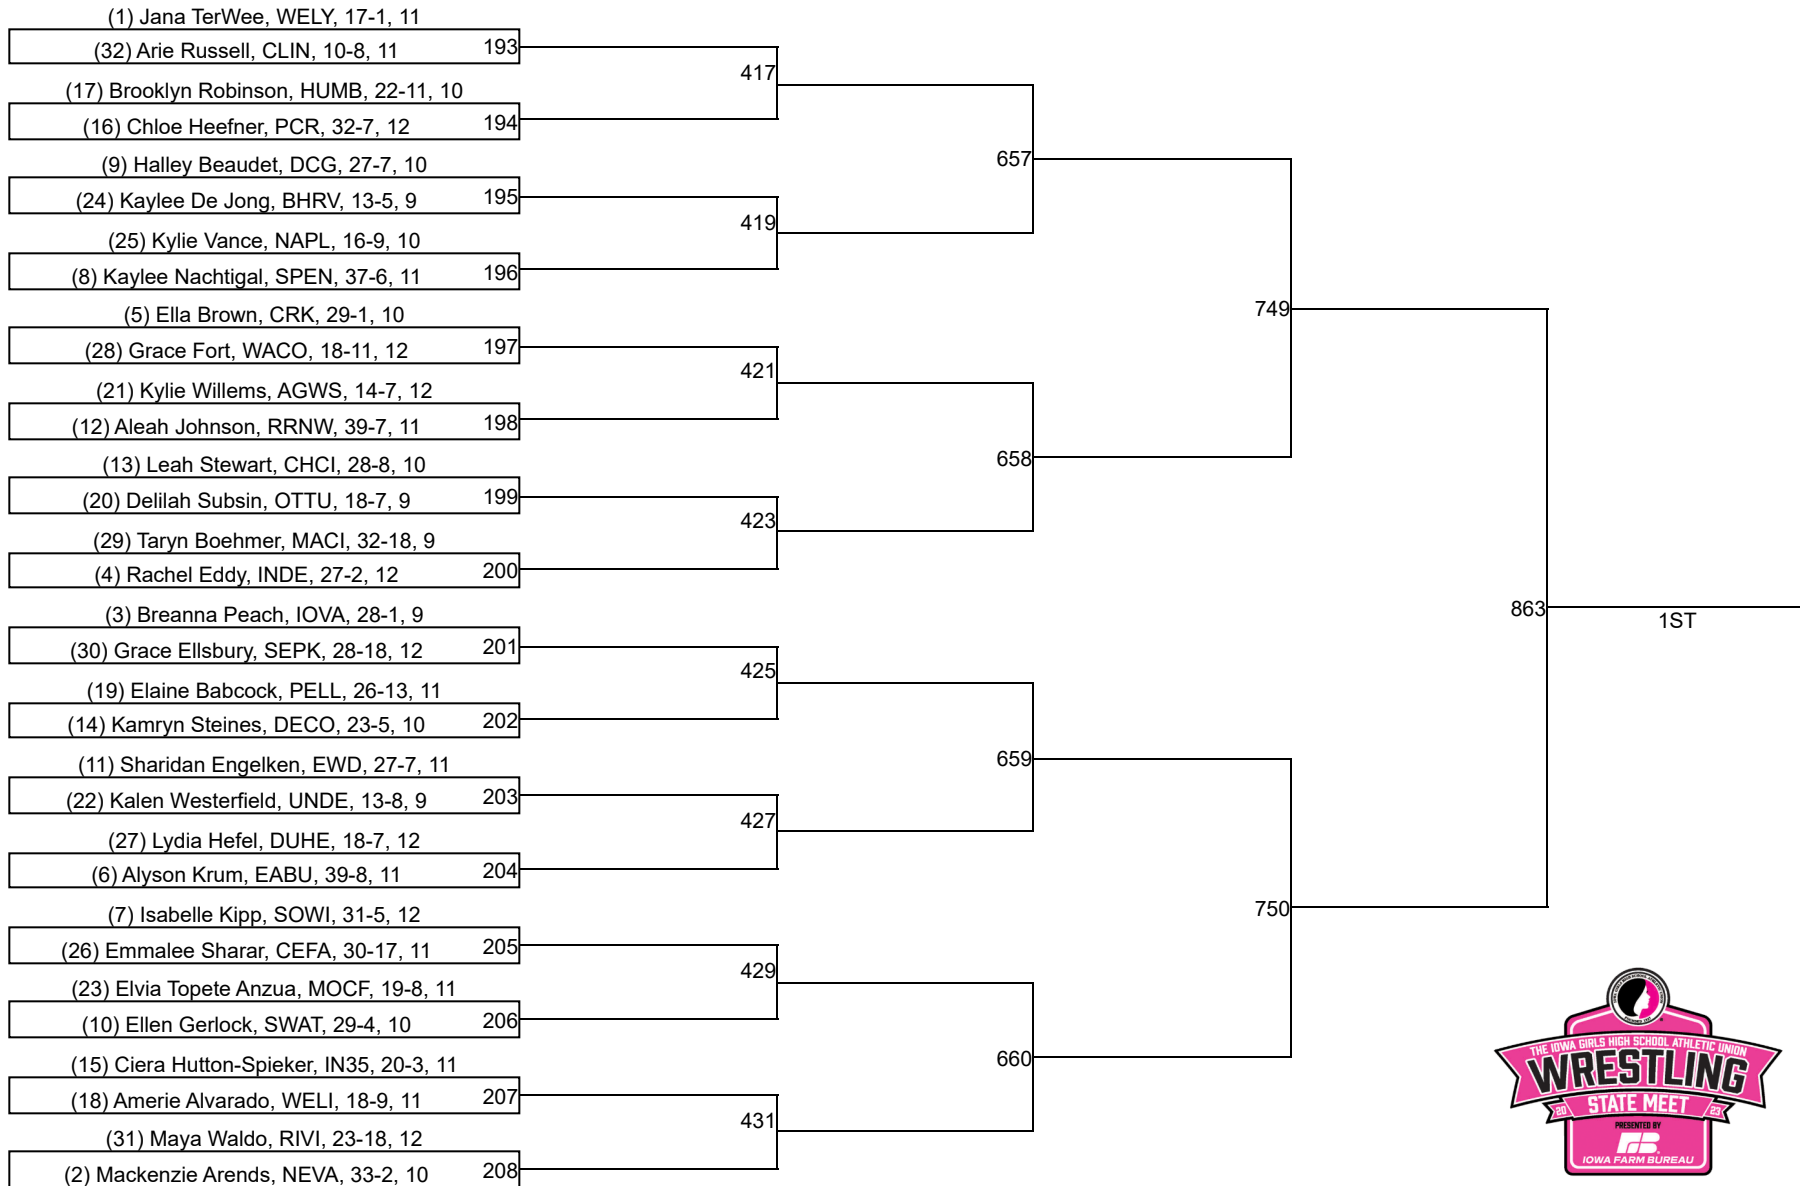 (1) Jana TerWee, WELY, 17-1, 11
(32) Arie Russell, CLIN, 10-8, 11
193
417
(17) Brooklyn Robinson, HUMB, 22-11, 10
(16) Chloe Heefner, PCR, 32-7, 12
194
657
(9) Halley Beaudet, DCG, 27-7, 10
(24) Kaylee De Jong, BHRV, 13-5, 9
195
419
(25) Kylie Vance, NAPL, 16-9, 10
(8) Kaylee Nachtigal, SPEN, 37-6, 11
196
749
(5) Ella Brown, CRK, 29-1, 10
(28) Grace Fort, WACO, 18-11, 12
197
421
(21) Kylie Willems, AGWS, 14-7, 12
(12) Aleah Johnson, RRNW, 39-7, 11
198
658
(13) Leah Stewart, CHCI, 28-8, 10
(20) Delilah Subsin, OTTU, 18-7, 9
199
423
(29) Taryn Boehmer, MACI, 32-18, 9
(4) Rachel Eddy, INDE, 27-2, 12
200
863
1ST
(3) Breanna Peach, IOVA, 28-1, 9
(30) Grace Ellsbury, SEPK, 28-18, 12
201
425
(19) Elaine Babcock, PELL, 26-13, 11
(14) Kamryn Steines, DECO, 23-5, 10
202
659
(11) Sharidan Engelken, EWD, 27-7, 11
(22) Kalen Westerfield, UNDE, 13-8, 9
203
427
(27) Lydia Hefel, DUHE, 18-7, 12
(6) Alyson Krum, EABU, 39-8, 11
204
750
(7) Isabelle Kipp, SOWI, 31-5, 12
(26) Emmalee Sharar, CEFA, 30-17, 11
205
429
(23) Elvia Topete Anzua, MOCF, 19-8, 11
(10) Ellen Gerlock, SWAT, 29-4, 10
206
660
(15) Ciera Hutton-Spieker, IN35, 20-3, 11
(18) Amerie Alvarado, WELI, 18-9, 11
207
431
(31) Maya Waldo, RIVI, 23-18, 12
(2) Mackenzie Arends, NEVA, 33-2, 10
208
THE IOWA GIRLS HIGH SCHOOL ATHLETIC UNION
WRESTLING
20 STATE MEET 23
PRESENTED BY
FB
IOWA FARM BUREAU